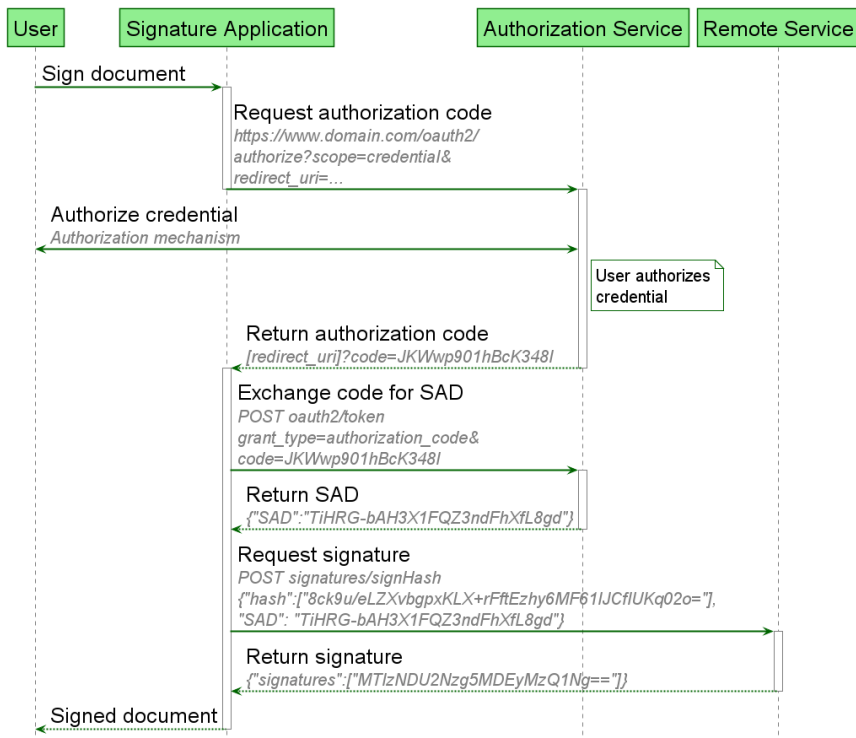 User
Signature Application
Authorization Service
Remote Service
Sign document
Request authorization code
https://www.domain.com/oauth2/
authorize?scope=credential&
redirect_uri=...
Authorize credential
Authorization mechanism
User authorizes
credential
Return authorization code
[redirect_uri]?code=JKWwp901hBcK348I
Exchange code for SAD
POST oauth2/token
grant_type=authorization_code&
code=JKWwp901hBcK348I
Return SAD
{"SAD":"TiHRG-bAH3X1FQZ3ndFhXfL8gd"}
Request signature
POST signatures/signHash
{"hash":["8ck9u/eLZXvbgpxKLX+rFftEzhy6MF61IJCfIUKq02o="],
"SAD": "TiHRG-bAH3X1FQZ3ndFhXfL8gd"}
Return signature
{"signatures":["MTIzNDU2Nzg5MDEyMzQ1Ng=="]}
Signed document